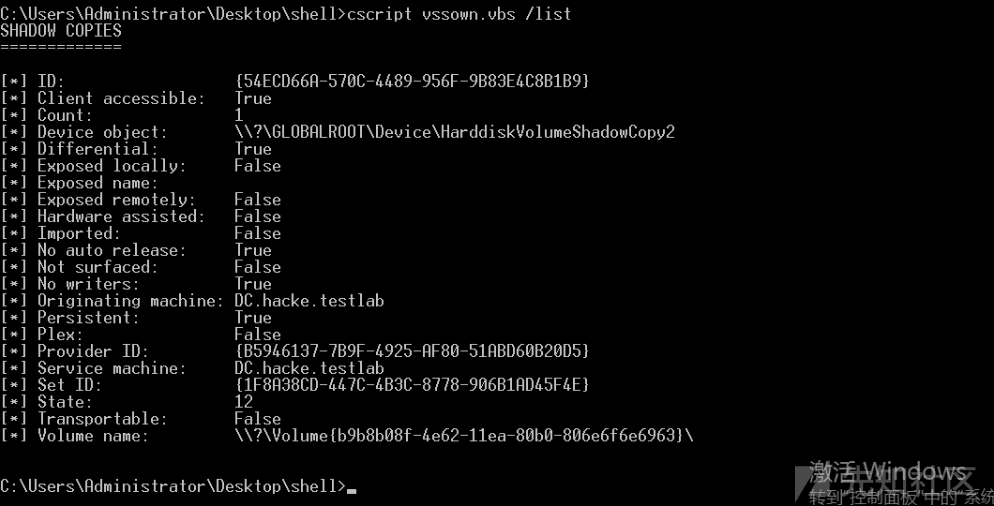 C:\Users\Administrator\Desktop\shell>cscript vssown.vbs /list
SHADOW COPIES
=============
[*] ID: {54ECD66A-570C-4489-956F-9B83E4C8B1B9}
[*] Client accessible: True
[*] Count: 1
[*] Device object: \\?\GLOBALROOT\Device\HarddiskVolumeShadowCopy2
[*] Differential: True
[*] Exposed locally: False
[*] Exposed name:
[*] Exposed remotely: False
[*] Hardware assisted: False
[*] Imported: False
[*] No auto release: True
[*] Not surfaced: False
[*] No writers: True
[*] Originating machine: DC.hacke.testlab
[*] Persistent: True
[*] Plex: False
[*] Provider ID: {B5946137-7B9F-4925-AF80-51ABD60B20D5}
[*] Service machine: DC.hacke.testlab
[*] Set ID: {1F8A38CD-447C-4B3C-8778-906B1AD45F4E}
[*] State: 12
[*] Transportable: False
[*] Volume name: \\?\Volume{b9b8b08f-4e62-11ea-80b0-806e6f6e6963}\
C:\Users\Administrator\Desktop\shell>
激活 Windows
先知社区
转到"控制面板"中的"系统